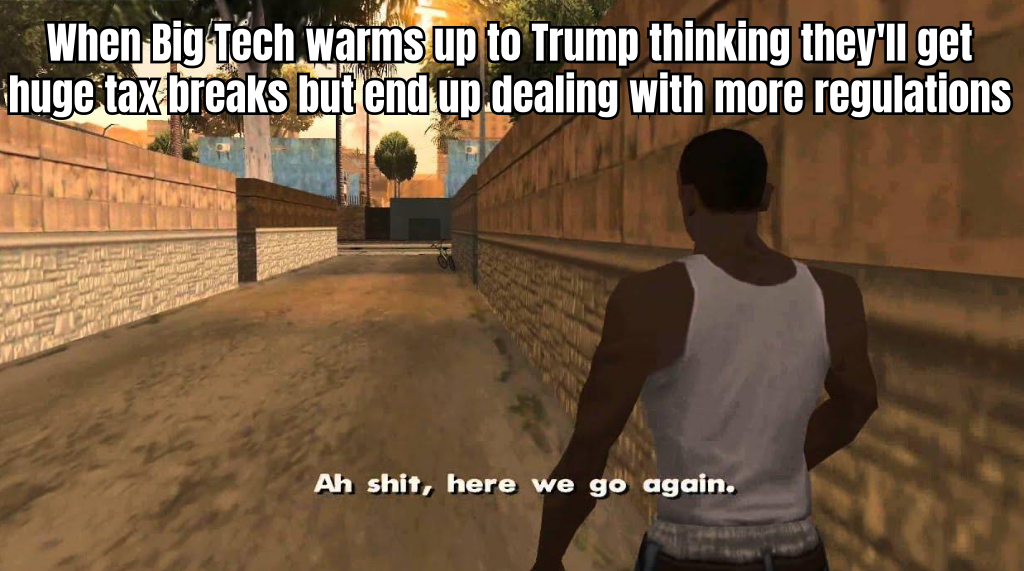 When Big Tech warms up to Trump thinking they'll get
huge tax breaks but end up dealing with more regulations
Ah shit, here we go again.